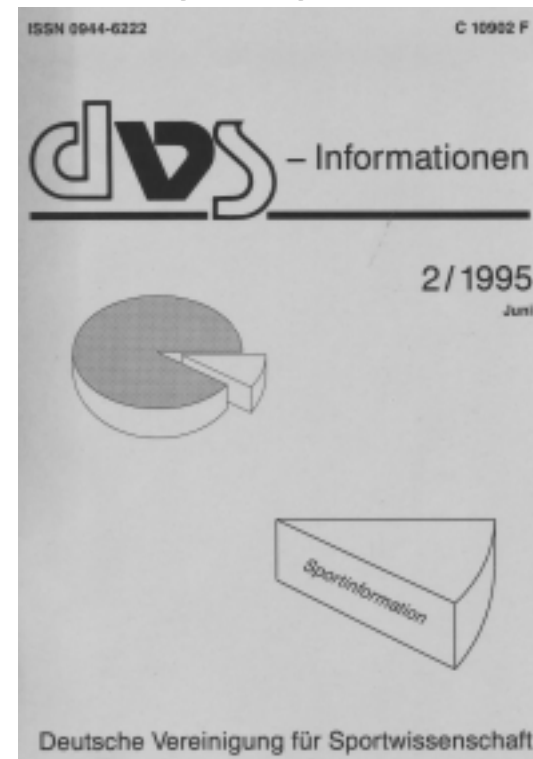 ISSN 0944-6222 C 10902 F
dvs – Informationen
2/1995
Juni
Sportinformation
Deutsche Vereinigung für Sportwissenschaft